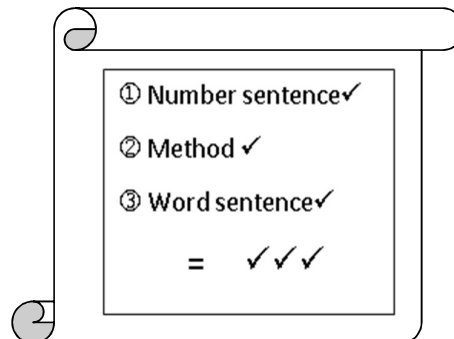 ① Number sentence✓
② Method ✓
③ Word sentence✓
= ✓✓✓